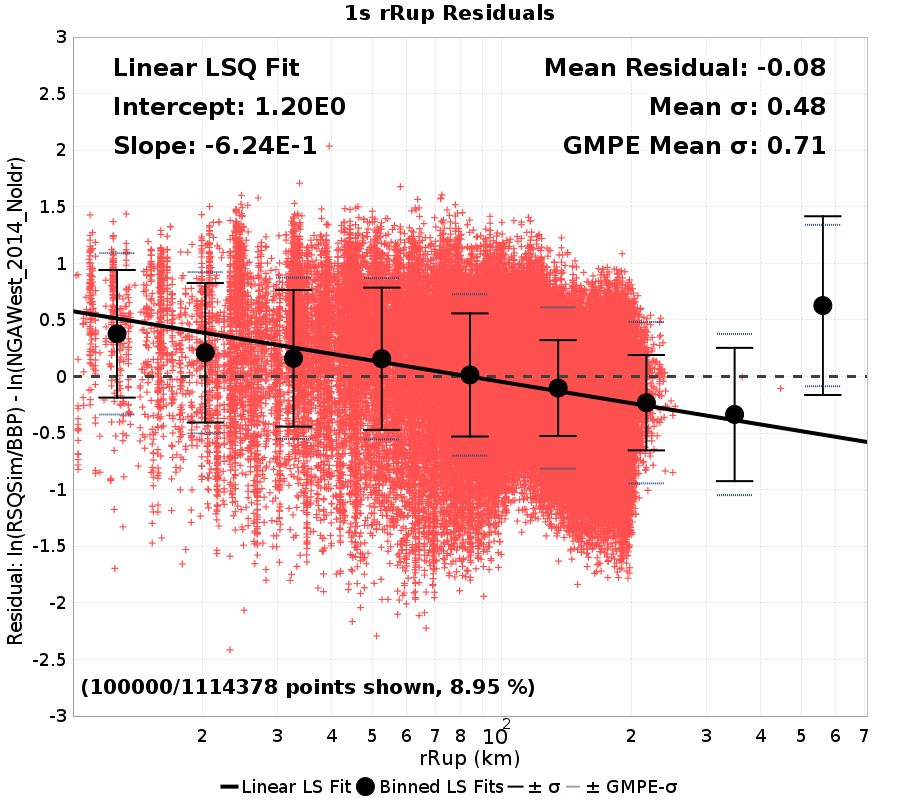 1s rRup Residuals
Linear LSQ Fit
Intercept: 1.20E0
Slope: -6.24E-1
Mean Residual: -0.08
Mean σ: 0.48
GMPE Mean σ: 0.71
3
2.5
2
1.5
1
0.5
0
-0.5
-1
-1.5
-2
-2.5
-3
Residual: ln(RSQSim/BBP) - ln(NGAWest_2014_NoIdr)
(100000/1114378 points shown, 8.95 %)
2 3 4 5 6 7 8 10² 2 3 4 5 6 7
rRup (km)
Linear LS Fit Binned LS Fits ± σ ± GMPE-σ